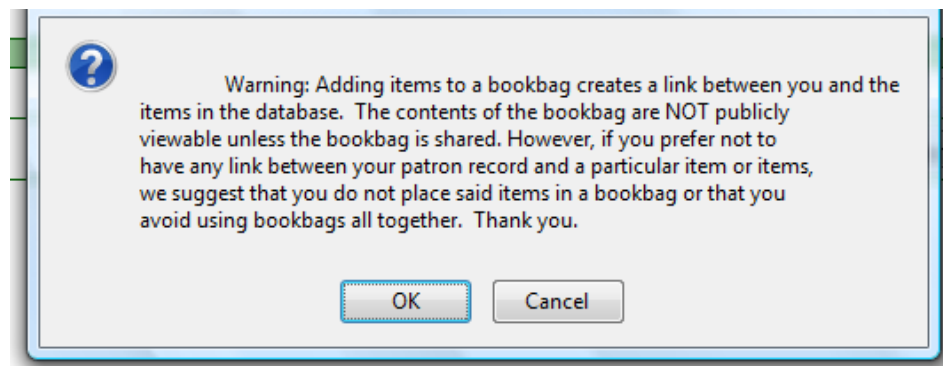 Warning: Adding items to a bookbag creates a link between you and the
items in the database.  The contents of the bookbag are NOT publicly
viewable unless the bookbag is shared. However, if you prefer not to
have any link between your patron record and a particular item or items,
we suggest that you do not place said items in a bookbag or that you
avoid using bookbags all together.  Thank you.
OK Cancel